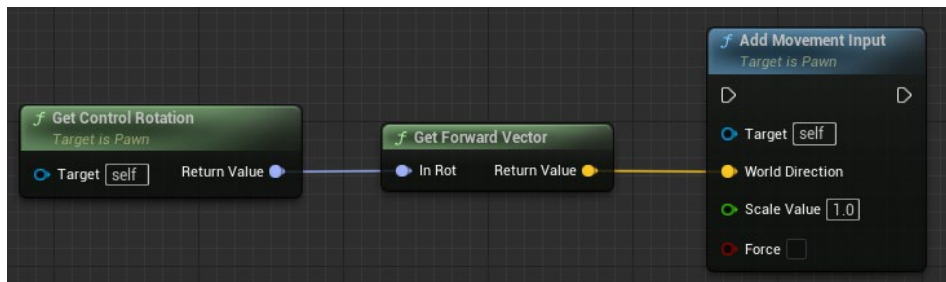 f Get Control Rotation
Target is Pawn
Target self Return Value
f Get Forward Vector
In Rot Return Value
f Add Movement Input
Target is Pawn
Target self
World Direction
Scale Value 1.0
Force